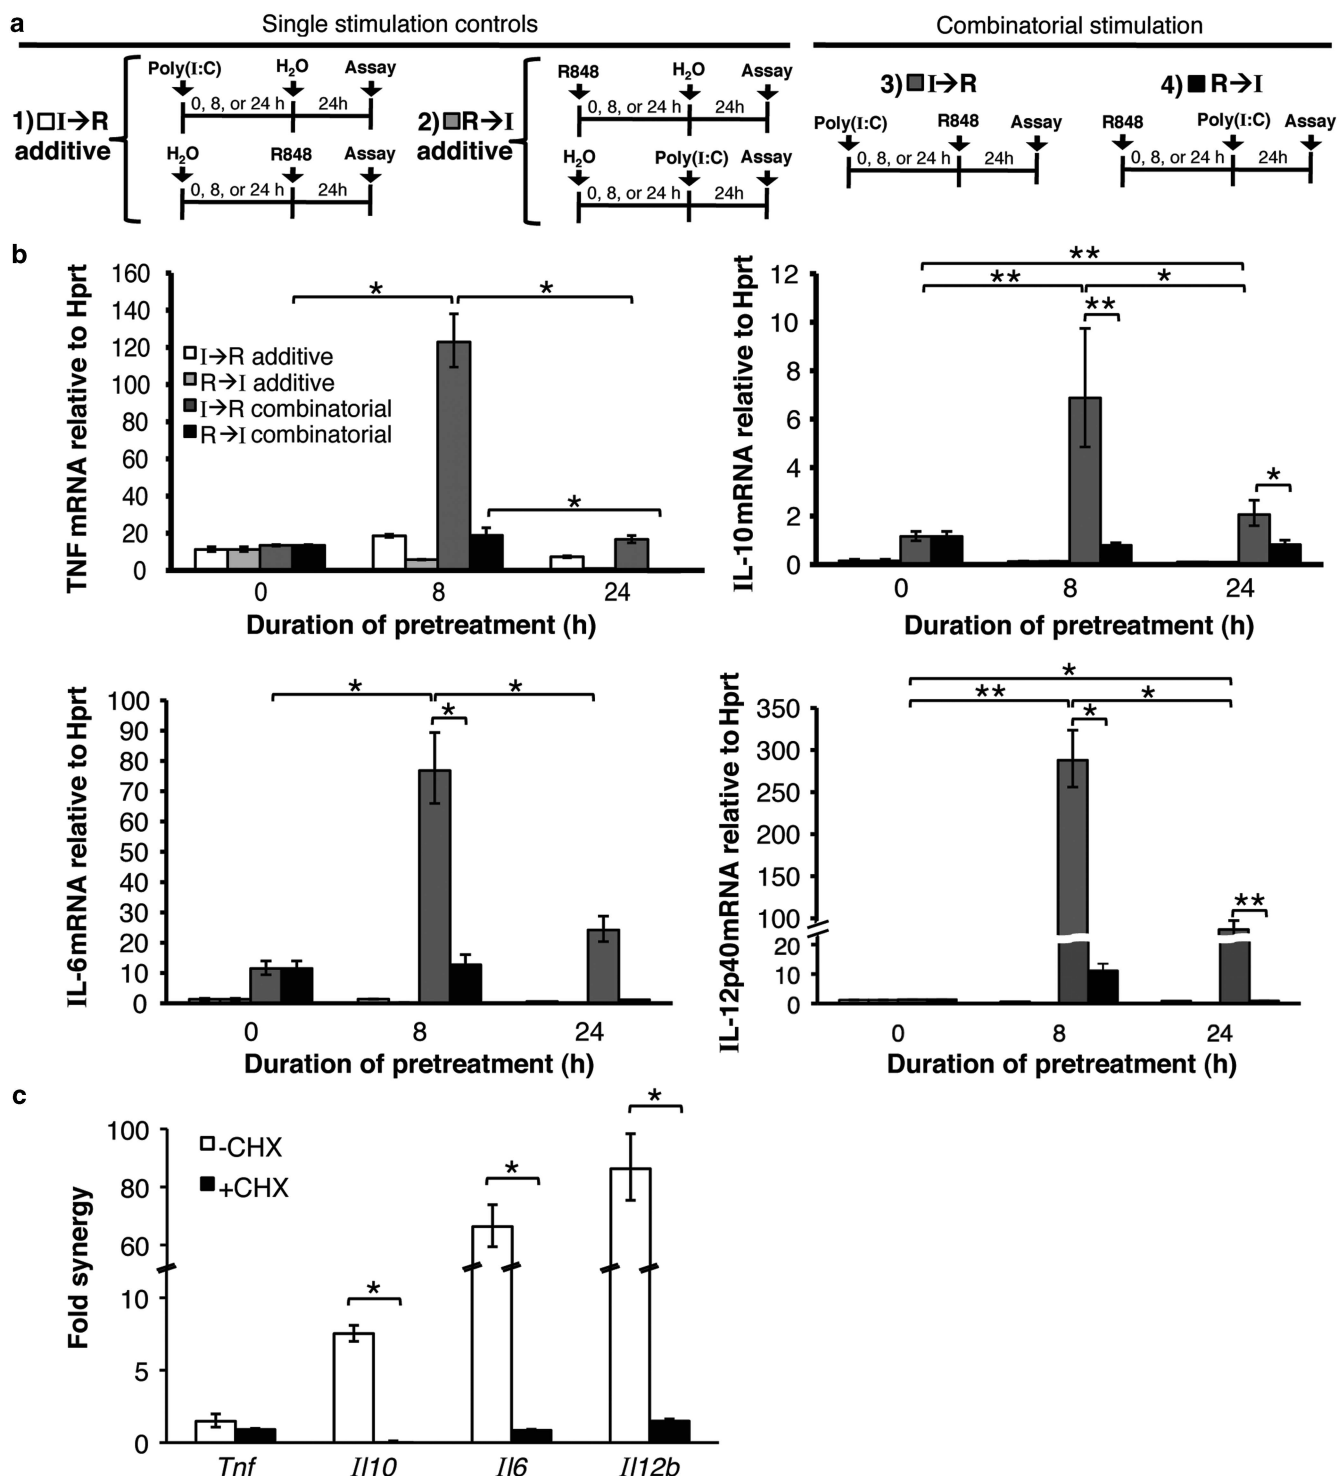 a
Single stimulation controls
Combinatorial stimulation
1) I→R
additive
Poly(I:C) H₂O Assay
0, 8, or 24 h 24h
H₂O R848 Assay
0, 8, or 24 h 24h
2) R→I
additive
R848 H₂O Assay
0, 8, or 24 h 24h
H₂O Poly(I:C) Assay
0, 8, or 24 h 24h
3) I→R
Poly(I:C) R848 Assay
0, 8, or 24 h 24h
4) R→I
R848 Poly(I:C) Assay
0, 8, or 24 h 24h
b
TNF mRNA relative to Hprt
160
140
120
100
80
60
40
20
0
* *
*
I→R additive
R→I additive
I→R combinatorial
R→I combinatorial
0 8 24
Duration of pretreatment (h)
IL-10mRNA relative to Hprt
12
10
8
6
4
2
0
**
** *
**
*
0 8 24
Duration of pretreatment (h)
IL-6mRNA relative to Hprt
100
90
80
70
60
50
40
30
20
10
0
* *
*
0 8 24
Duration of pretreatment (h)
IL-12p40mRNA relative to Hprt
350
300
250
200
150
100
20
10
0
*
** *
*
**
0 8 24
Duration of pretreatment (h)
c
Fold synergy
100
80
60
10
5
0
-CHX
+CHX
*
*
*
Tnf Il10 Il6 Il12b